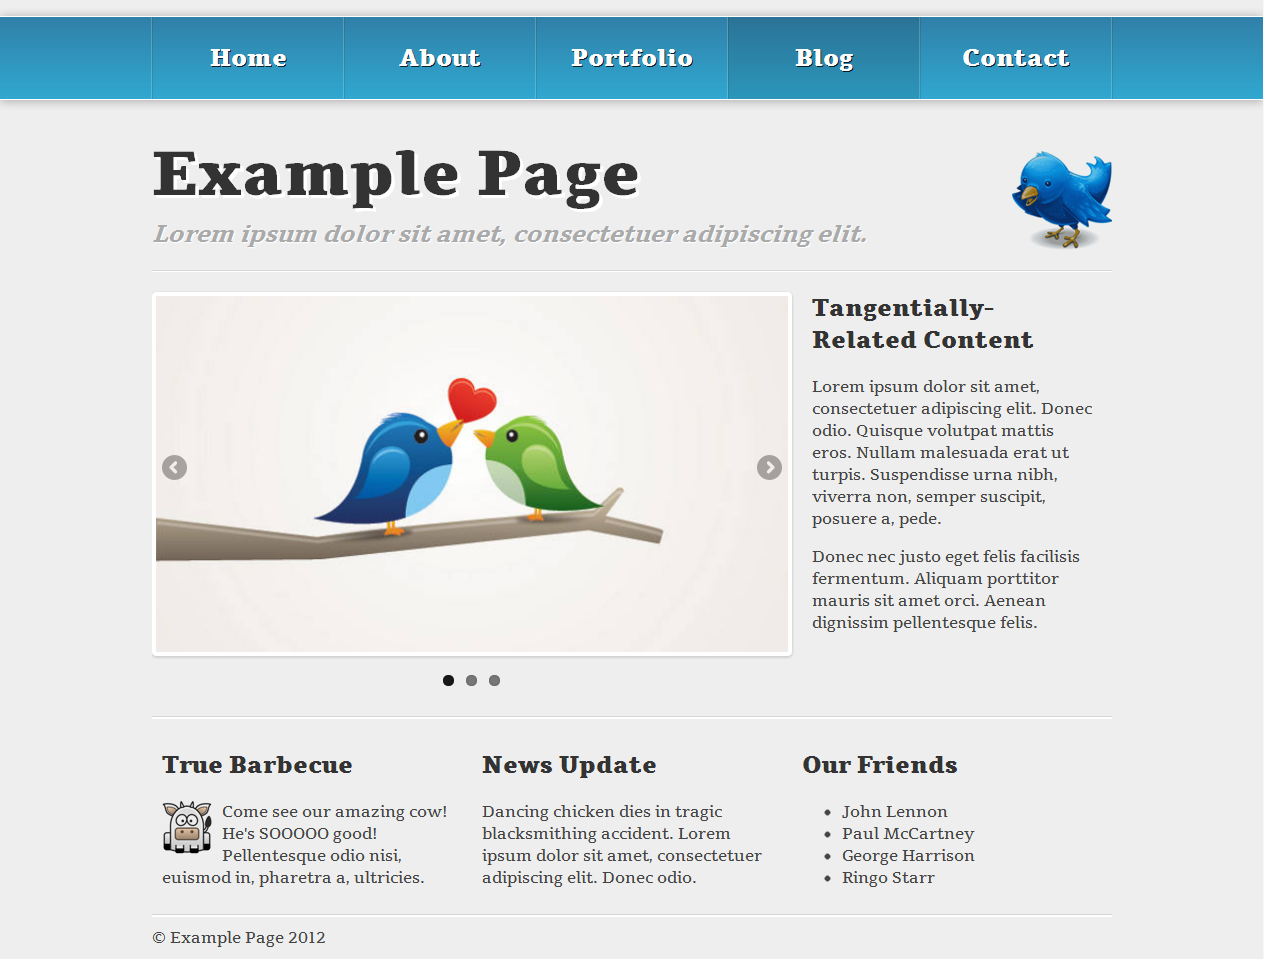 Home
About
Portfolio
Blog
Contact
Example Page
Lorem ipsum dolor sit amet, consectetuer adipiscing elit.
Tangentially-
Related Content
Lorem ipsum dolor sit amet,
consectetuer adipiscing elit. Donec
odio. Quisque volutpat mattis
eros. Nullam malesuada erat ut
turpis. Suspendisse urna nibh,
viverra non, semper suscipit,
posuere a, pede.
Donec nec justo eget felis facilisis
fermentum. Aliquam porttitor
mauris sit amet orci. Aenean
dignissim pellentesque felis.
True Barbecue
Come see our amazing cow!
He's SOOOOO good!
Pellentesque odio nisi,
euismod in, pharetra a, ultricies.
News Update
Dancing chicken dies in tragic
blacksmithing accident. Lorem
ipsum dolor sit amet, consectetuer
adipiscing elit. Donec odio.
Our Friends
John Lennon
Paul McCartney
George Harrison
Ringo Starr
© Example Page 2012